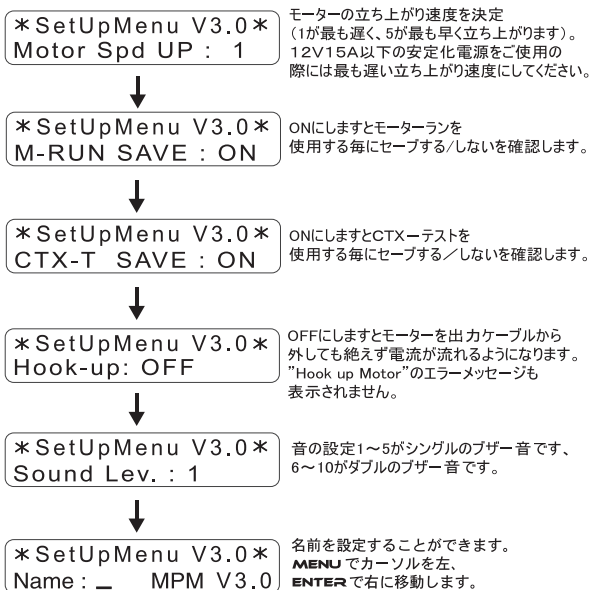 *SetUpMenu V3.0*
Motor Spd UP : 1
モーターの立ち上がり速度を決定
(1が最も遅く、5が最も早く立ち上がります)。
12V15A以下の安定化電源をご使用の
際には最も遅い立ち上がり速度にしてください。
*SetUpMenu V3.0*
M-RUN SAVE : ON
ONにしますとモーターランを
使用する毎にセーブする/しないを確認します。
*SetUpMenu V3.0*
CTX-T SAVE : ON
ONにしますとCTXーテストを
使用する毎にセーブする／しないを確認します。
*SetUpMenu V3.0*
Hook-up: OFF
OFFにしますとモーターを出力ケーブルから
外しても絶えず電流が流れるようになります。
”Hook up Motor”のエラーメッセージも
表示されません。
*SetUpMenu V3.0*
Sound Lev. : 1
音の設定1～5がシングルのブザー音です、
6～10がダブルのブザー音です。
*SetUpMenu V3.0*
Name : _ MPM V3.0
名前を設定することができます。
MENU でカーソルを左、
ENTER で右に移動します。